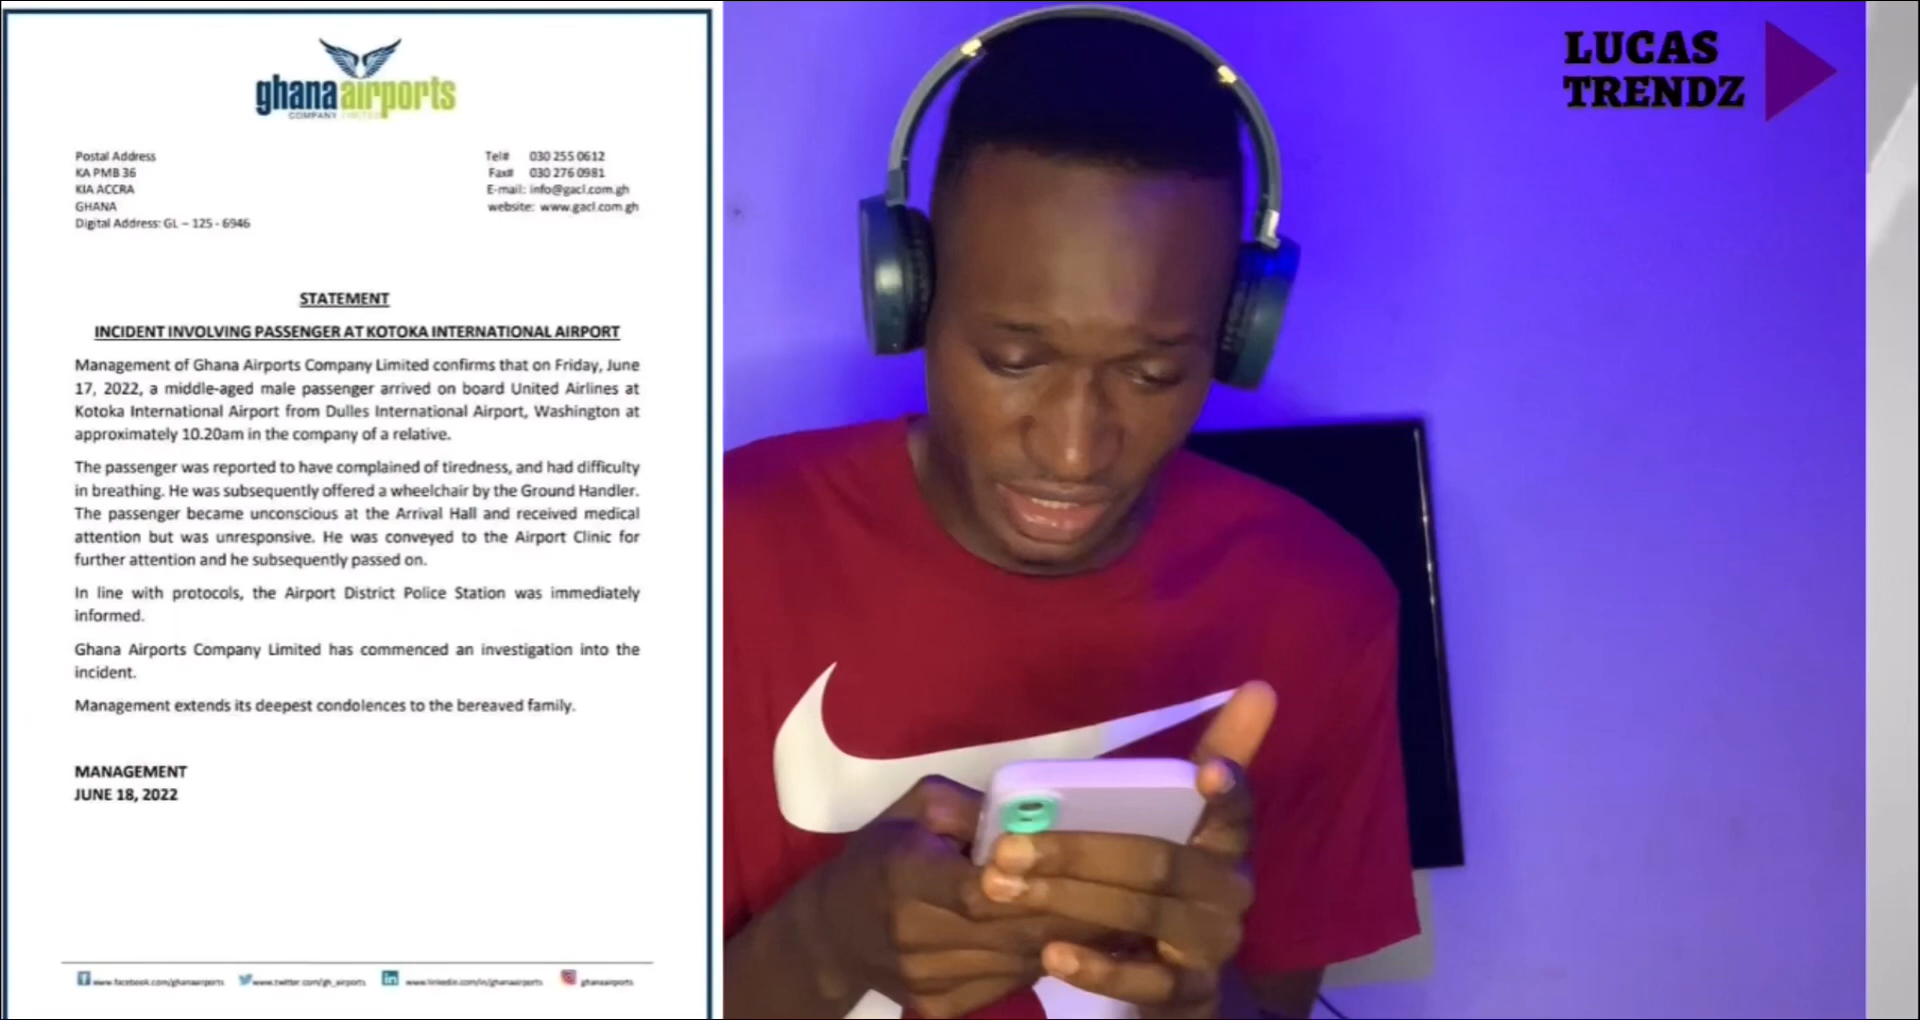 ghanaairports
COMPANY LIMITED
Postal Address
KA PMB 36
KIA ACCRA
GHANA
Digital Address: GL – 125 - 6946
Tel# 030 255 0612
Fax# 030 276 0981
E-mail: info@gacl.com.gh
website: www.gacl.com.gh
STATEMENT
INCIDENT INVOLVING PASSENGER AT KOTOKA INTERNATIONAL AIRPORT
Management of Ghana Airports Company Limited confirms that on Friday, June
17, 2022, a middle-aged male passenger arrived on board United Airlines at
Kotoka International Airport from Dulles International Airport, Washington at
approximately 10.20am in the company of a relative.
The passenger was reported to have complained of tiredness, and had difficulty
in breathing. He was subsequently offered a wheelchair by the Ground Handler.
The passenger became unconscious at the Arrival Hall and received medical
attention but was unresponsive. He was conveyed to the Airport Clinic for
further attention and he subsequently passed on.
In line with protocols, the Airport District Police Station was immediately
informed.
Ghana Airports Company Limited has commenced an investigation into the
incident.
Management extends its deepest condolences to the bereaved family.
MANAGEMENT
JUNE 18, 2022
www.facebook.com/ghanaairports www.twitter.com/gh_airports www.linkedin.com/in/ghanaairports ghanaairports
LUCAS
TRENDZ